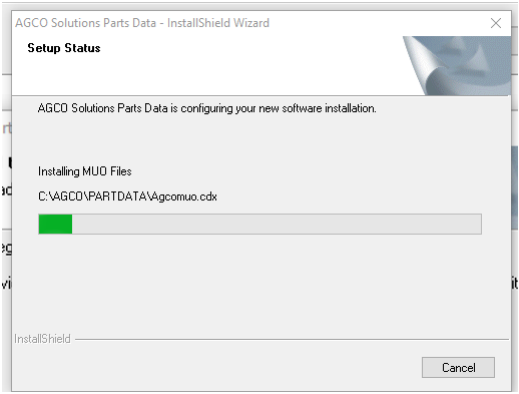 AGCO Solutions Parts Data - InstallShield Wizard
Setup Status
AGCO Solutions Parts Data is configuring your new software installation.
Installing MUO Files
C:\AGCO\PARTDATA\Agcomuo.cdx
InstallShield
Cancel